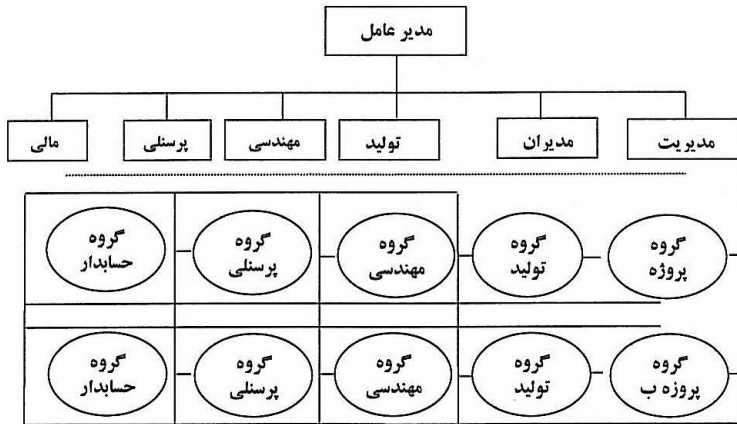 مدیر عامل
مدیریت
مدیران
تولید
مهندسی
پرسنلی
مالی
گروه
پروژه
گروه
تولید
گروه
مهندسی
گروه
پرسنلی
گروه
حسابدار
گروه
پروزه ب
گروه
تولید
گروه
مهندسی
گروه
پرسنلی
گروه
حسابدار